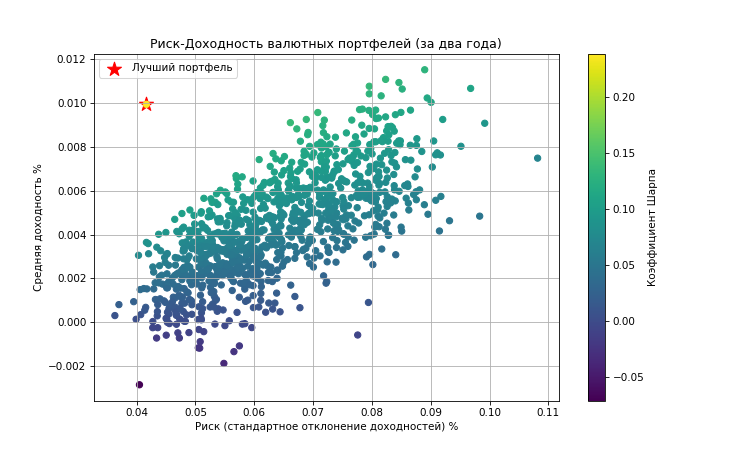 Риск-Доходность валютных портфелей (за два года)
Лучший портфель
Средняя доходность %
0.012
0.010
0.008
0.006
0.004
0.002
0.000
−0.002
0.04 0.05 0.06 0.07 0.08 0.09 0.10 0.11
Риск (стандартное отклонение доходностей) %
0.20
0.15
0.10
0.05
0.00
−0.05
Коэффициент Шарпа